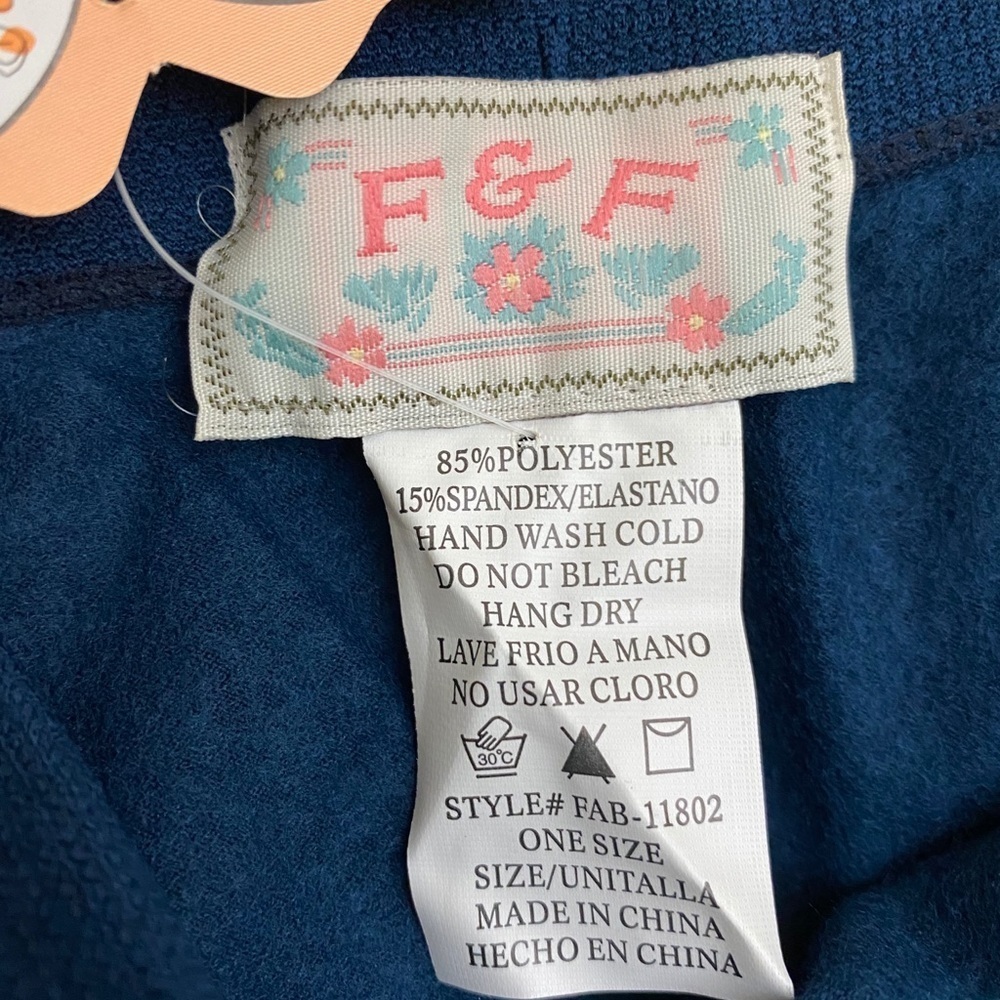 F & F
85%POLYESTER
15%SPANDEX/ELASTANO
HAND WASH COLD
DO NOT BLEACH
HANG DRY
LAVE FRIO A MANO
NO USAR CLORO
30°C
STYLE# FAB-11802
ONE SIZE
SIZE/UNITALLA
MADE IN CHINA
HECHO EN CHINA